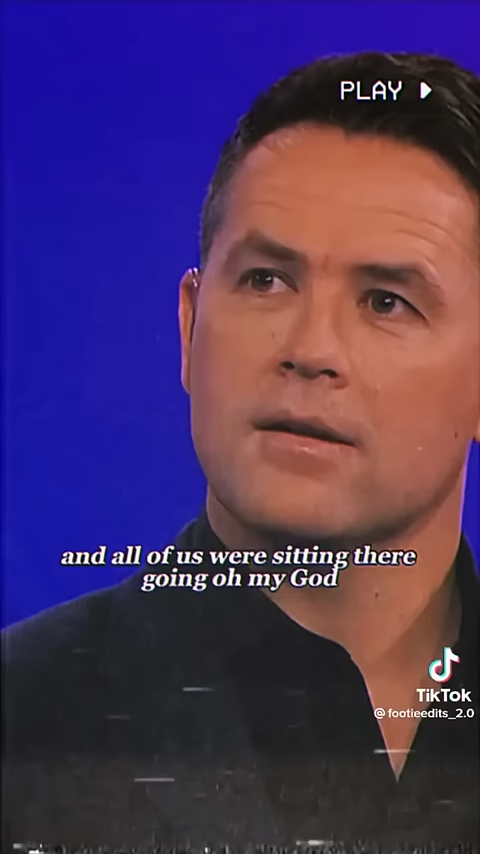 PLAY
and all of us were sitting there
going oh my God
TikTok
@footieedits_2.0